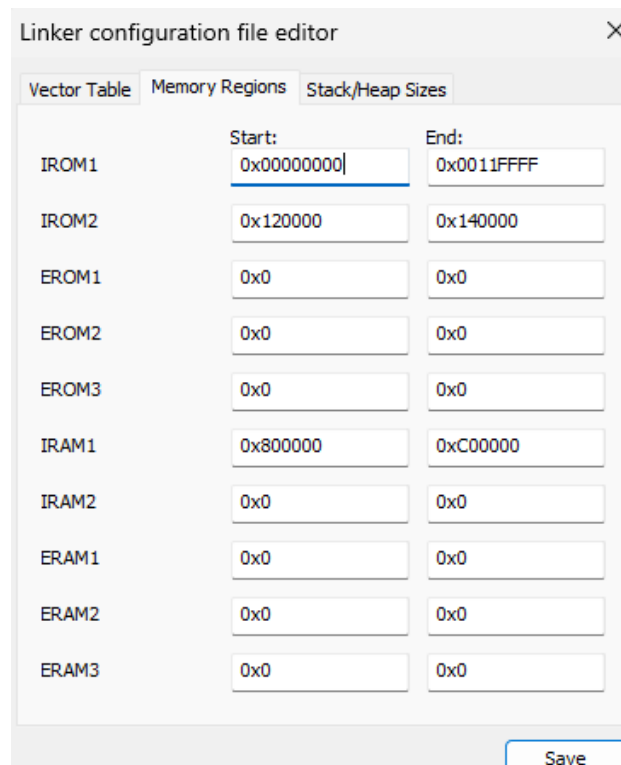 Linker configuration file editor
Vector Table Memory Regions Stack/Heap Sizes
Start: End:
IROM1 0x00000000 0x0011FFFF
IROM2 0x120000 0x140000
EROM1 0x0 0x0
EROM2 0x0 0x0
EROM3 0x0 0x0
IRAM1 0x800000 0xC00000
IRAM2 0x0 0x0
ERAM1 0x0 0x0
ERAM2 0x0 0x0
ERAM3 0x0 0x0
Save